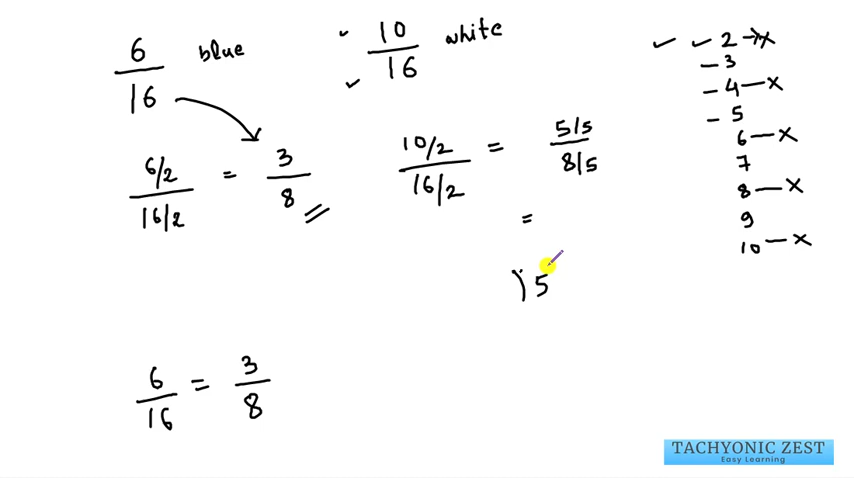 6/16 blue
10/16 white
6/2 / 16/2 = 3/8
10/2 / 16/2 = 5/5 / 8/5
=
)5
6/16 = 3/8
2 → x
3
4 — x
5
6 — x
7
8 — x
9
10 — x
TACHYONIC ZEST
Easy Learning